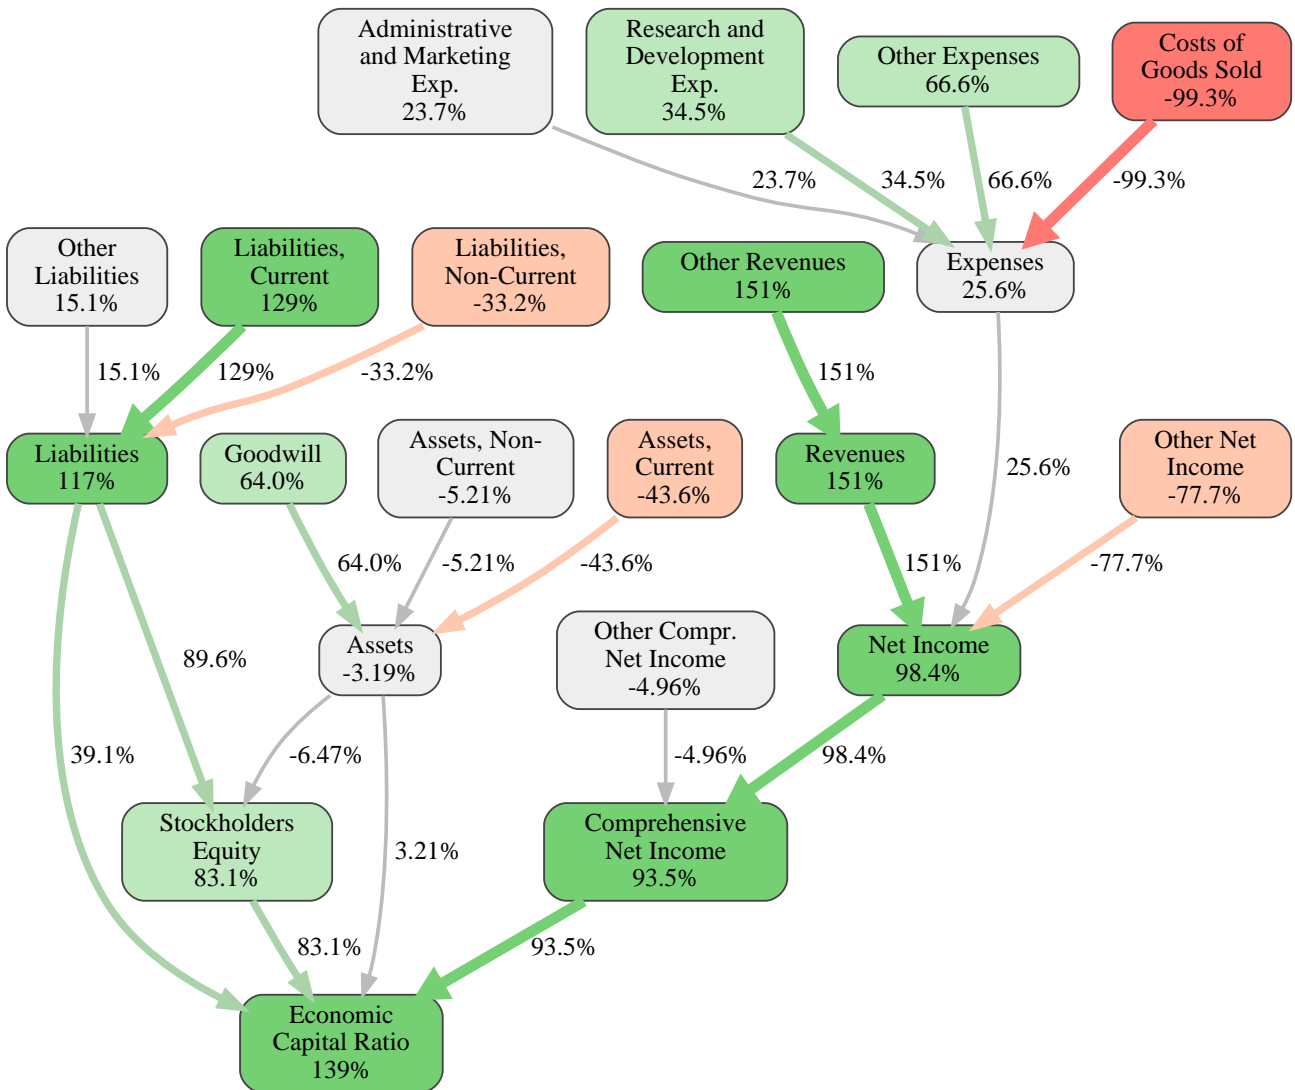 Administrative
and Marketing
Exp.
23.7%
Research and
Development
Exp.
34.5%
Other Expenses
66.6%
Costs of
Goods Sold
-99.3%
23.7%
34.5%
66.6%
-99.3%
Other
Liabilities
15.1%
Liabilities,
Current
129%
Liabilities,
Non-Current
-33.2%
Other Revenues
151%
Expenses
25.6%
15.1%
129%
-33.2%
151%
25.6%
Liabilities
117%
Goodwill
64.0%
Assets, Non-
Current
-5.21%
Assets,
Current
-43.6%
Revenues
151%
Other Net
Income
-77.7%
64.0%
-5.21%
-43.6%
151%
-77.7%
89.6%
Assets
-3.19%
Other Compr.
Net Income
-4.96%
Net Income
98.4%
39.1%
-6.47%
-4.96%
98.4%
Stockholders
Equity
83.1%
3.21%
Comprehensive
Net Income
93.5%
83.1%
93.5%
Economic
Capital Ratio
139%